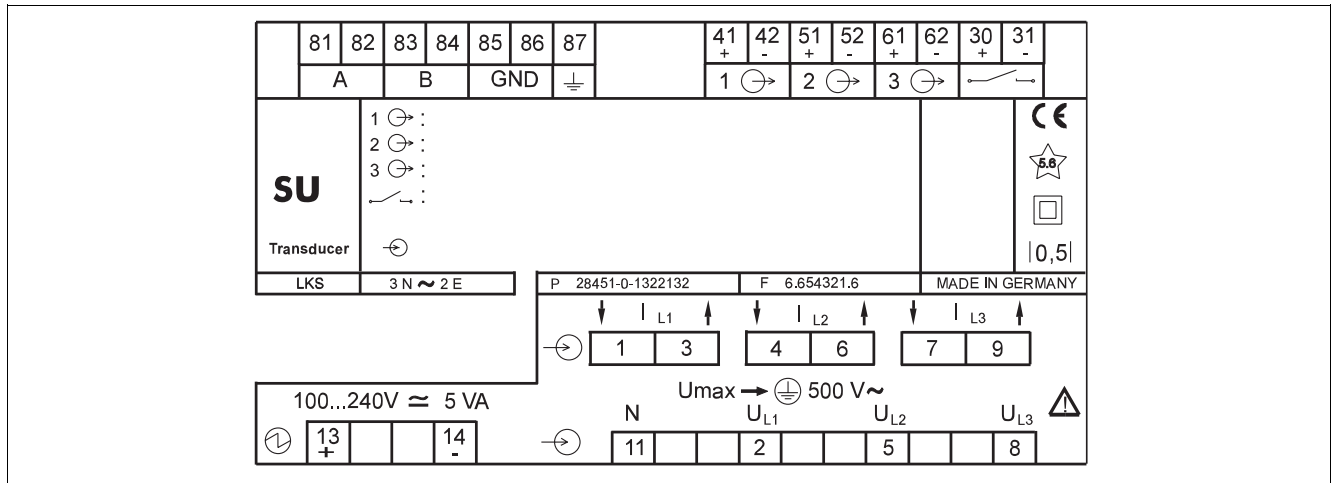 81 82 83 84 85 86 87 41 42 51 52 61 62 30 31
+ - + - + - + -
A B GND 1 2 3
1 :
2 :
3 :
:
SU
Transducer
CE
5.6
0,5
LKS 3 N ~ 2 E P 28451-0-1322132 F 6.654321.6 MADE IN GERMANY
I L1 I L2 I L3
1 3 4 6 7 9
Umax → 500 V~
100...240V ≃ 5 VA
N UL1 UL2 UL3
13 14 11 2 5 8
+ -